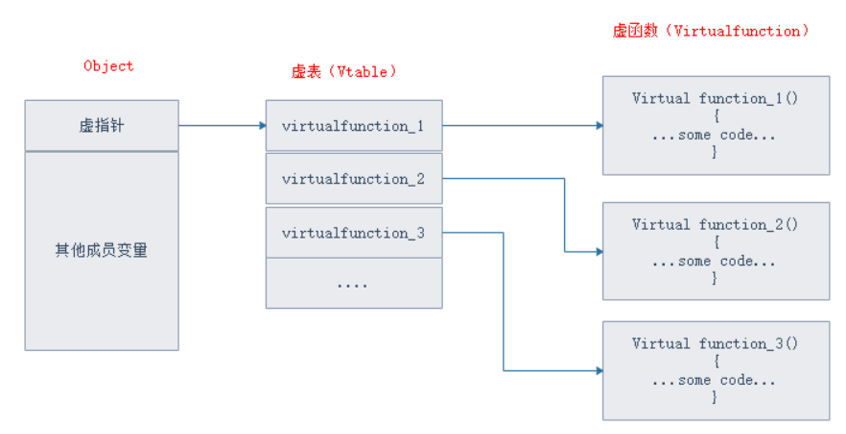 虚函数（Virtualfunction）
Object
虚表（Vtable）
虚指针
其他成员变量
virtualfunction_1
virtualfunction_2
virtualfunction_3
....
Virtual function_1()
{
...some code...
}
Virtual function_2()
{
...some code...
}
Virtual function_3()
{
...some code...
}